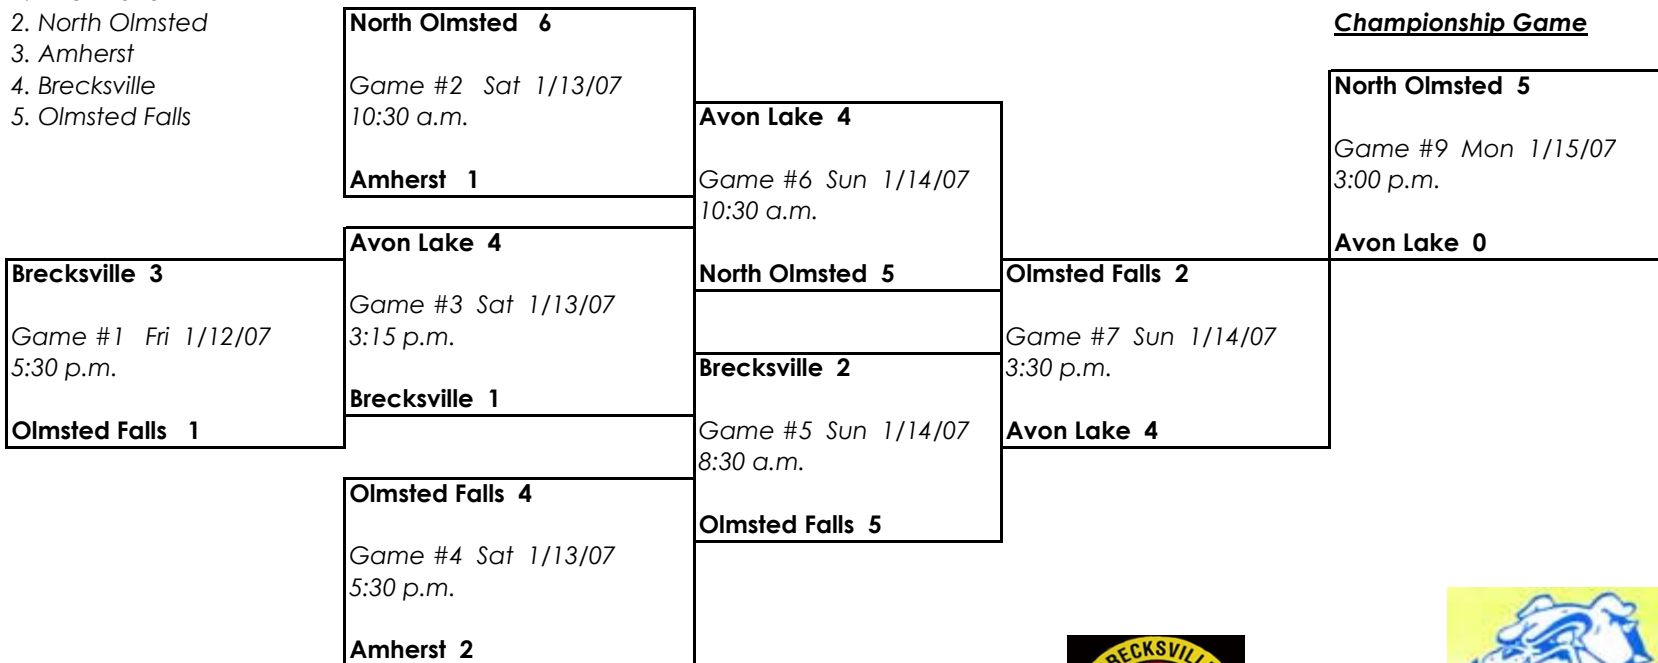 2. North Olmsted
3. Amherst
4. Brecksville
5. Olmsted Falls
North Olmsted 6
Game #2 Sat 1/13/07
10:30 a.m.
Amherst 1
Avon Lake 4
Game #3 Sat 1/13/07
3:15 p.m.
Brecksville 1
Brecksville 3
Game #1 Fri 1/12/07
5:30 p.m.
Olmsted Falls 1
Olmsted Falls 4
Game #4 Sat 1/13/07
5:30 p.m.
Amherst 2
Avon Lake 4
Game #6 Sun 1/14/07
10:30 a.m.
North Olmsted 5
Brecksville 2
Game #5 Sun 1/14/07
8:30 a.m.
Olmsted Falls 5
Olmsted Falls 2
Game #7 Sun 1/14/07
3:30 p.m.
Avon Lake 4
Championship Game
North Olmsted 5
Game #9 Mon 1/15/07
3:00 p.m.
Avon Lake 0